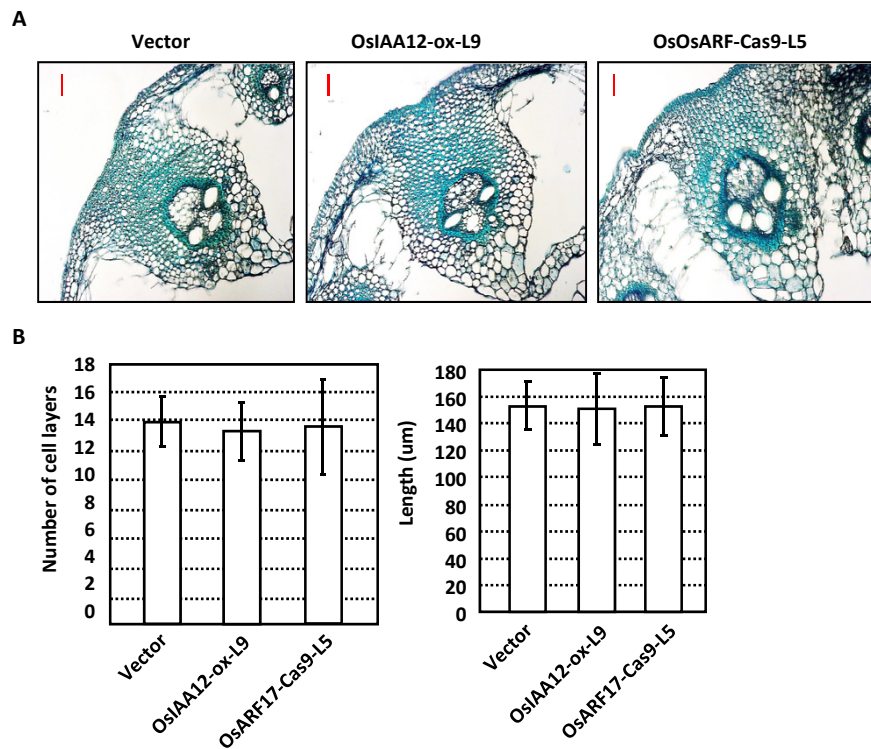 A
Vector
OsIAA12-ox-L9
OsOsARF-Cas9-L5
B
Number of cell layers
18
16
14
12
10
8
6
4
2
0
Vector
OsIAA12-ox-L9
OsARF17-Cas9-L5
Length (um)
180
160
140
120
100
80
60
40
20
0
Vector
OsIAA12-ox-L9
OsARF17-Cas9-L5